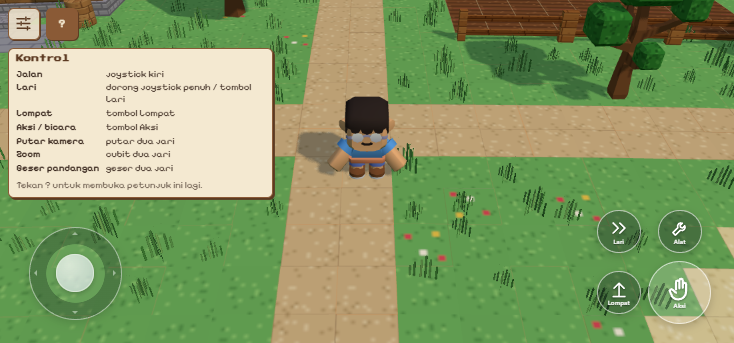 ?
Kontrol
Jalan joystick kiri
Lari dorong joystick penuh / tombol
Lari
Lompat tombol Lompat
Aksi / bicara tombol Aksi
Putar kamera putar dua jari
Zoom cubit dua jari
Geser pandangan geser dua jari
Tekan ? untuk membuka petunjuk ini lagi.
Lari
Alat
Lompat
Aksi